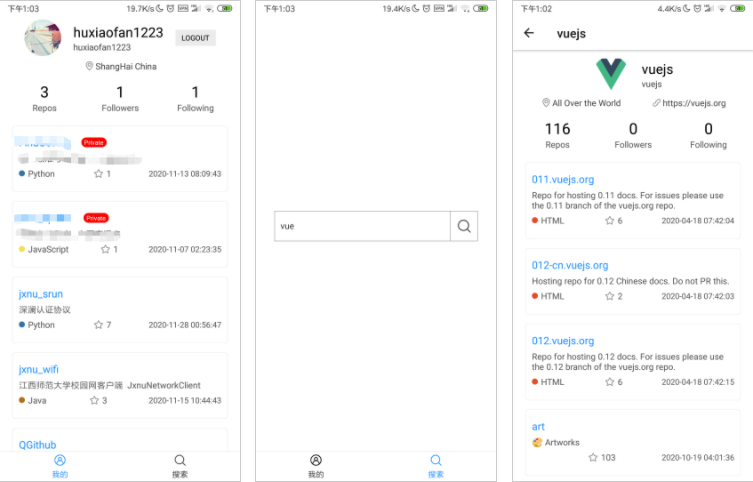 下午1:03
19.7K/s
huxiaofan1223
huxiaofan1223
LOGOUT
ShangHai China
3
1
1
Repos
Followers
Following
Private
Python
1
2020-11-13 08:09:43
Private
JavaScript
1
2020-11-07 02:23:35
jxnu_srun
深澜认证协议
Python
7
2020-11-28 00:56:47
jxnu_wifi
江西师范大学校园网客户端 JxnuNetworkClient
Java
3
2020-11-15 10:44:43
QGithub
我的
搜索
下午1:03
19.4K/s
vue
我的
搜索
下午1:02
4.4K/s
vuejs
vuejs
vuejs
All Over the World
https://vuejs.org
116
0
0
Repos
Followers
Following
011.vuejs.org
Repo for hosting 0.11 docs. For issues please use
the 0.11 branch of the vuejs.org repo.
HTML
6
2020-04-18 07:42:04
012-cn.vuejs.org
Hosting repo for 0.12 Chinese docs. Do not PR this.
HTML
2
2020-04-18 07:42:03
012.vuejs.org
Repo for hosting 0.12 docs. For issues please use
the 0.12 branch of the vuejs.org repo.
HTML
6
2020-04-18 07:42:15
art
Artworks
103
2020-10-19 04:01:36